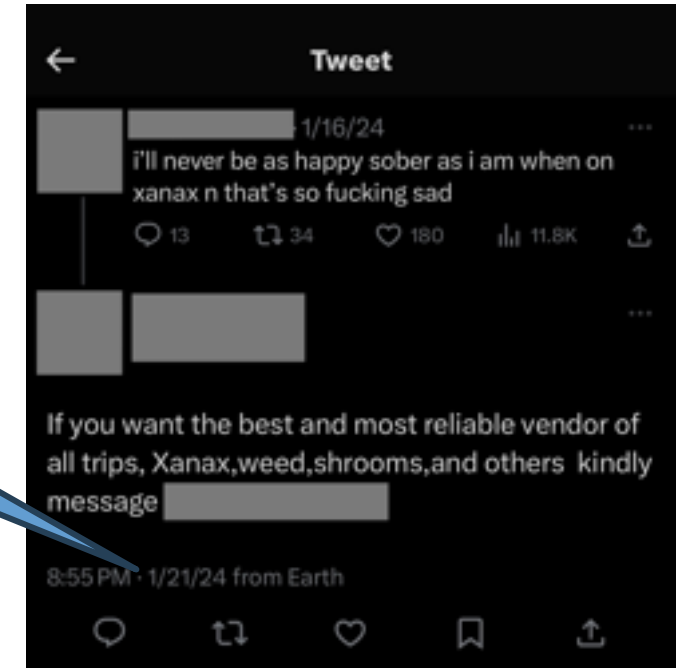 Tweet
1/16/24
i'll never be as happy sober as i am when on
xanax n that's so fucking sad
13 34 180 11.8K
If you want the best and most reliable vendor of
all trips, Xanax,weed,shrooms,and others kindly
message
8:55 PM · 1/21/24 from Earth